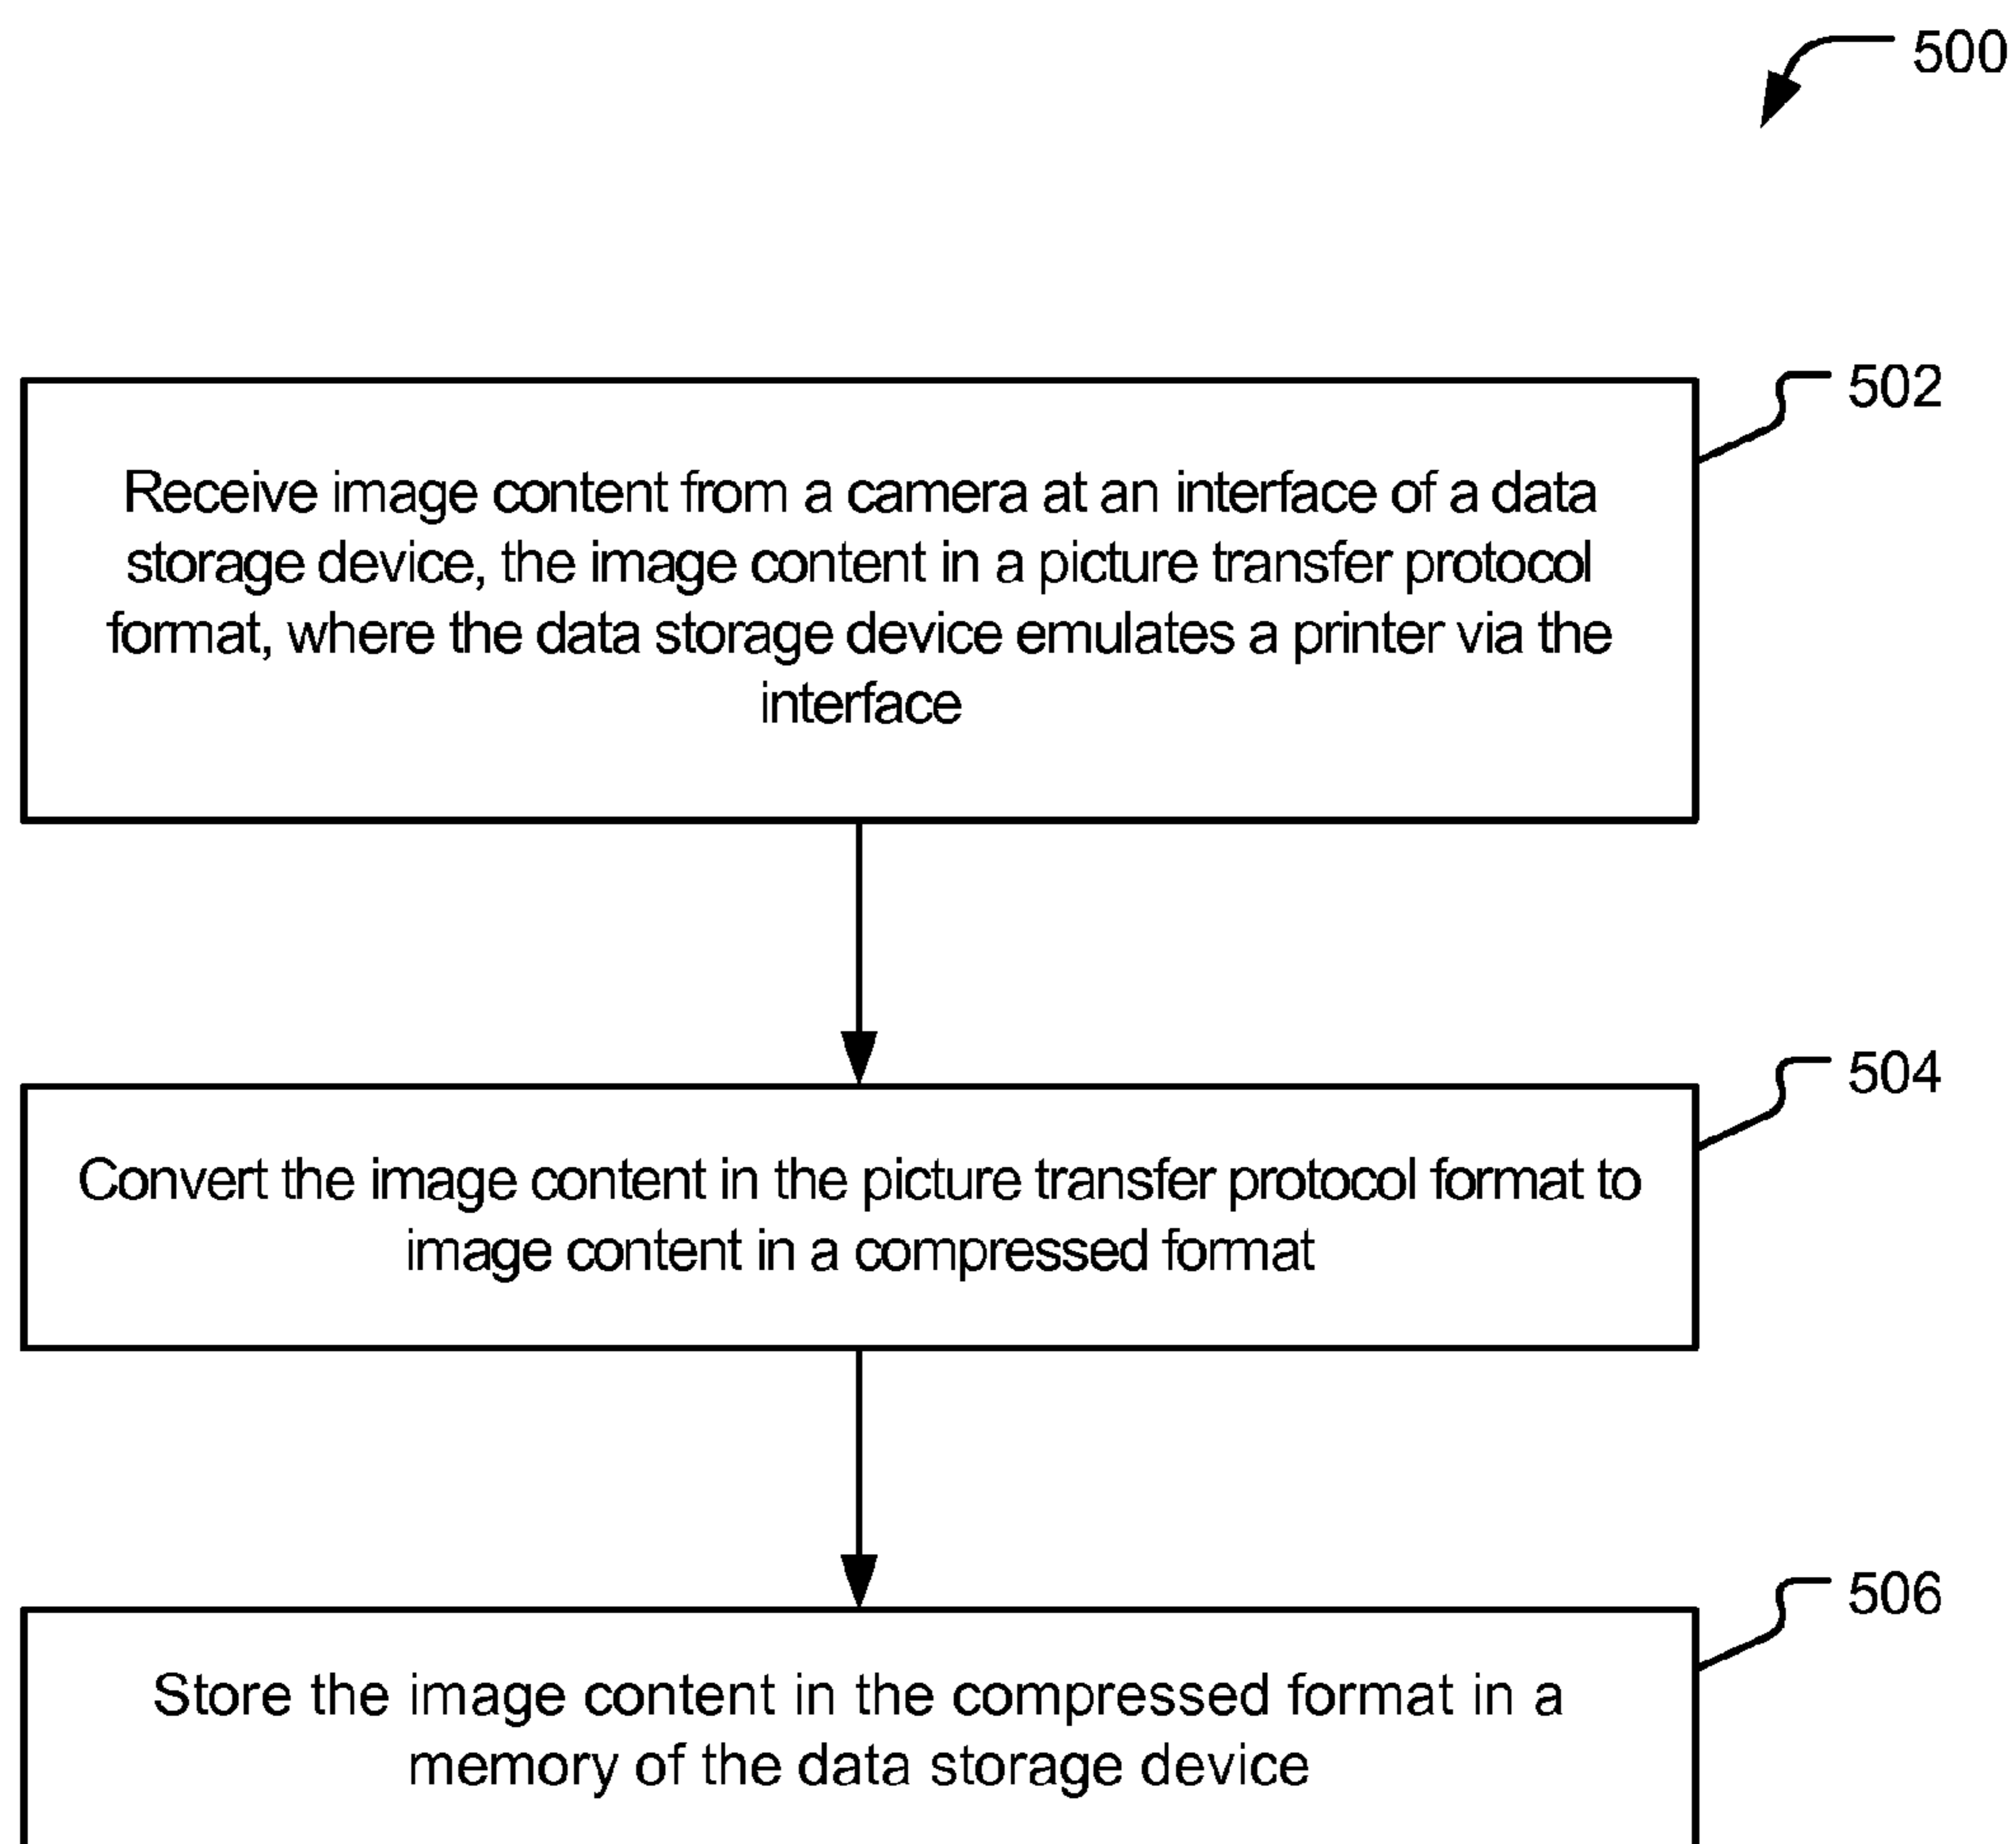 500
502
Receive image content from a camera at an interface of a data
storage device, the image content in a picture transfer protocol
format, where the data storage device emulates a printer via the
interface
504
Convert the image content in the picture transfer protocol format to
image content in a compressed format
506
Store the image content in the compressed format in a
memory of the data storage device